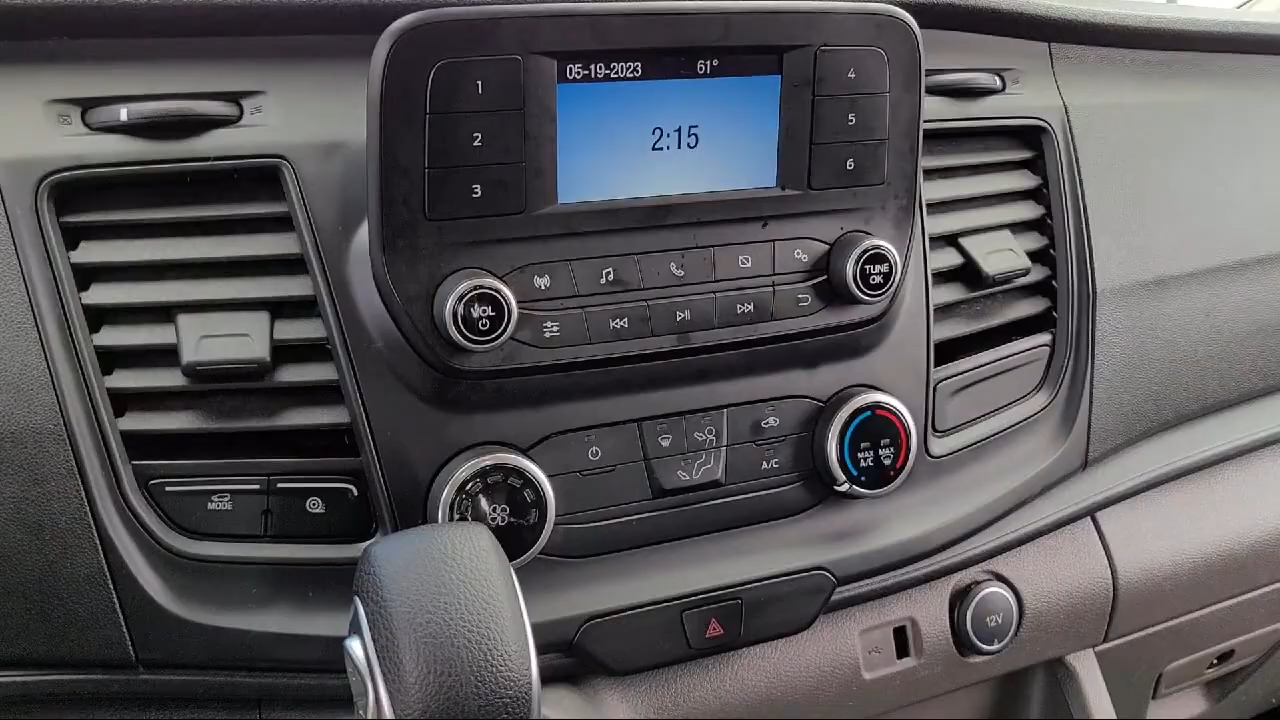 05-19-2023 61°
2:15
1
2
3
4
5
6
VOL
TUNE
OK
MODE
A/C
MAX
A/C
MAX
12V